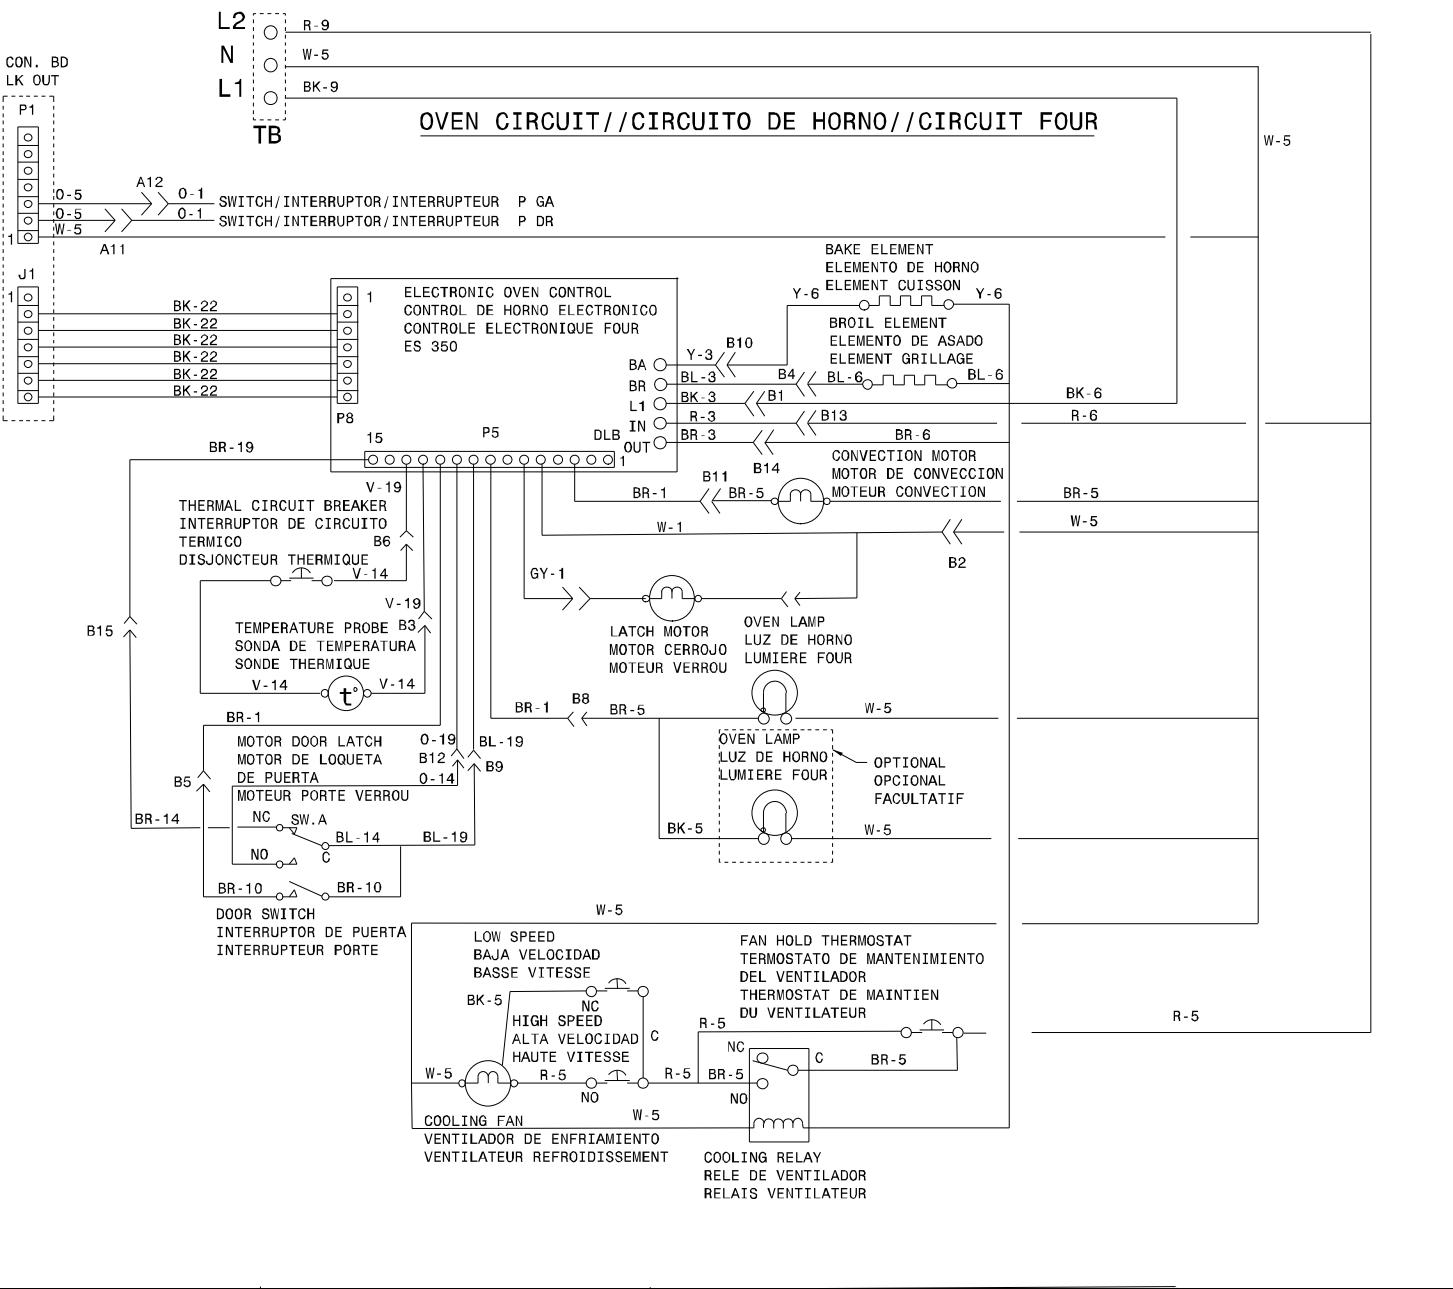 L2
R-9
N
W-5
L1
BK-9
TB
OVEN CIRCUIT//CIRCUITO DE HORNO//CIRCUIT FOUR
W-5
CON. BD
LK OUT
P1
1
O-5
A12
O-1
SWITCH/INTERRUPTOR/INTERRUPTEUR P GA
O-5
O-1
SWITCH/INTERRUPTOR/INTERRUPTEUR P DR
W-5
A11
J1
1
BK-22
BK-22
BK-22
BK-22
BK-22
BK-22
1
P8
ELECTRONIC OVEN CONTROL
CONTROL DE HORNO ELECTRONICO
CONTROLE ELECTRONIQUE FOUR
ES 350
BAKE ELEMENT
ELEMENTO DE HORNO
ELEMENT CUISSON
Y-6
Y-6
BROIL ELEMENT
ELEMENTO DE ASADO
ELEMENT GRILLAGE
BA
Y-3
B10
BR
BL-3
B4
BL-6
BL-6
L1
BK-3
B1
BK-6
IN
R-3
B13
R-6
OUT
BR-3
B14
BR-6
15
P5
DLB
1
BR-19
CONVECTION MOTOR
MOTOR DE CONVECCION
MOTEUR CONVECTION
BR-1
B11
BR-5
BR-5
W-1
W-5
B2
V-19
THERMAL CIRCUIT BREAKER
INTERRUPTOR DE CIRCUITO
TERMICO
DISJONCTEUR THERMIQUE
B6
V-14
GY-1
LATCH MOTOR
MOTOR CERROJO
MOTEUR VERROU
V-19
B3
B15
TEMPERATURE PROBE
SONDA DE TEMPERATURA
SONDE THERMIQUE
V-14
t°
V-14
OVEN LAMP
LUZ DE HORNO
LUMIERE FOUR
BR-1
B8
BR-5
W-5
BR-1
MOTOR DOOR LATCH
MOTOR DE LOQUETA
DE PUERTA
MOTEUR PORTE VERROU
O-19
BL-19
B12
B9
O-14
B5
OVEN LAMP
LUZ DE HORNO
LUMIERE FOUR
OPTIONAL
OPCIONAL
FACULTATIF
BK-5
W-5
BR-14
NC
SW.A
BL-14
BL-19
NO
C
BR-10
BR-10
DOOR SWITCH
INTERRUPTOR DE PUERTA
INTERRUPTEUR PORTE
W-5
LOW SPEED
BAJA VELOCIDAD
BASSE VITESSE
BK-5
NC
HIGH SPEED
ALTA VELOCIDAD
HAUTE VITESSE
C
FAN HOLD THERMOSTAT
TERMOSTATO DE MANTENIMIENTO
DEL VENTILADOR
THERMOSTAT DE MAINTIEN
DU VENTILATEUR
R-5
R-5
NC
C
BR-5
W-5
R-5
NO
R-5
BR-5
NO
W-5
COOLING FAN
VENTILADOR DE ENFRIAMIENTO
VENTILATEUR REFROIDISSEMENT
COOLING RELAY
RELE DE VENTILADOR
RELAIS VENTILATEUR